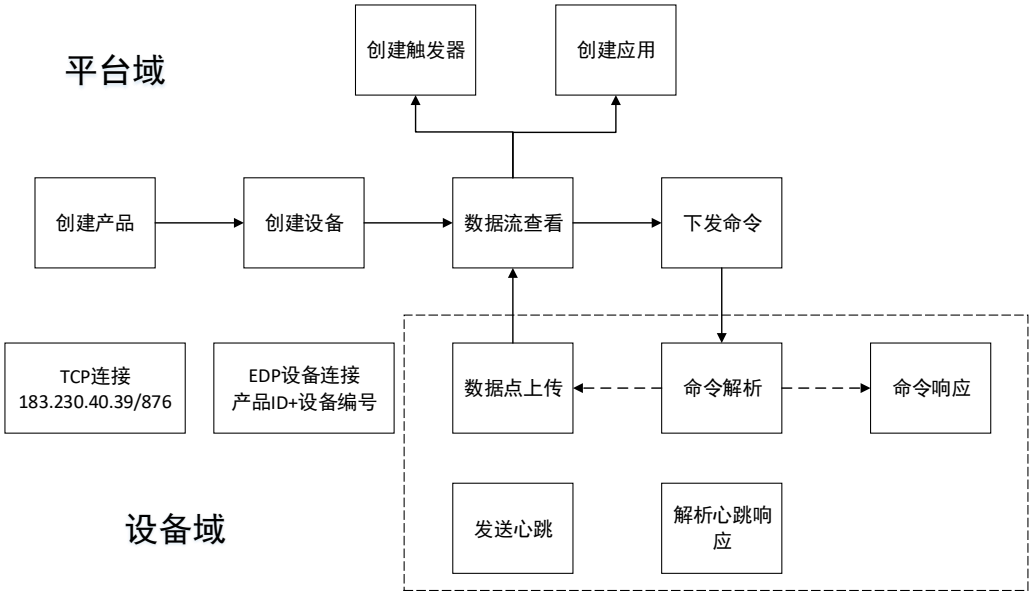 平台域
创建触发器
创建应用
创建产品
创建设备
数据流查看
下发命令
TCP连接
183.230.40.39/876
EDP设备连接
产品ID+设备编号
数据点上传
命令解析
命令响应
设备域
发送心跳
解析心跳响
应